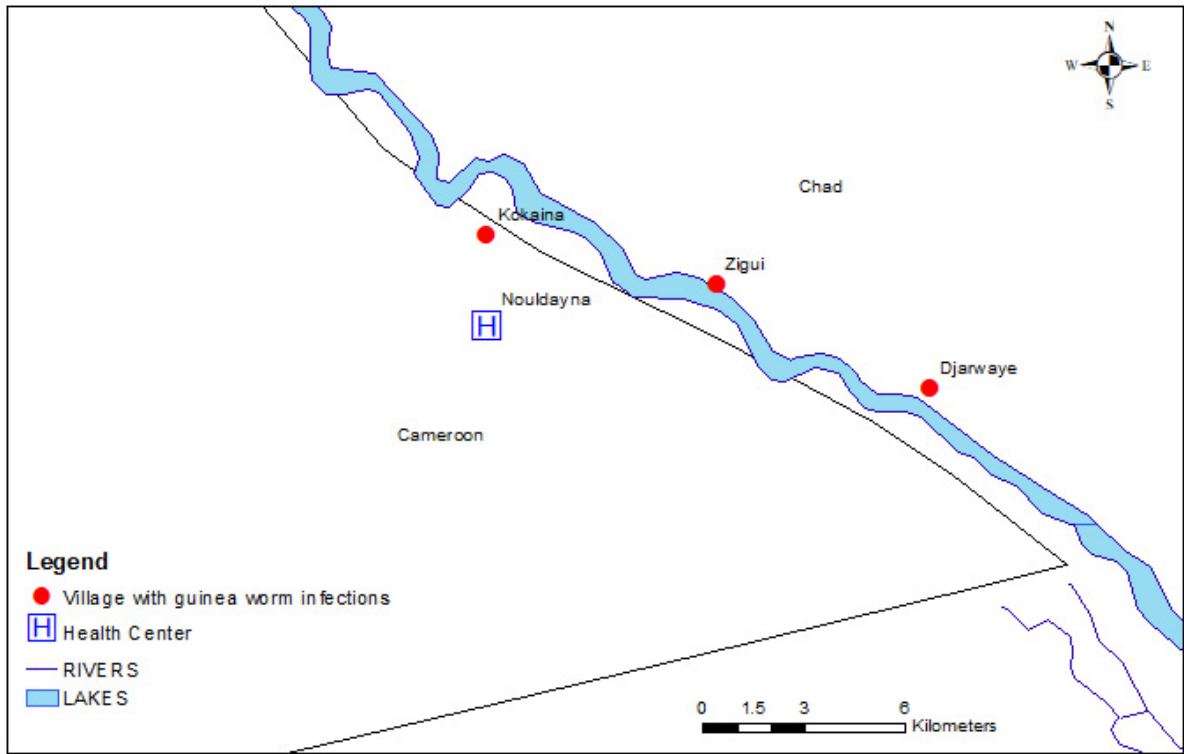 N
W E
S
Chad
Kokaina
Zigui
Nouldayna
H
Djarwaye
Cameroon
Legend
Village with guinea worm infections
H Health Center
RIVERS
LAKES
0 1.5 3 6
Kilometers